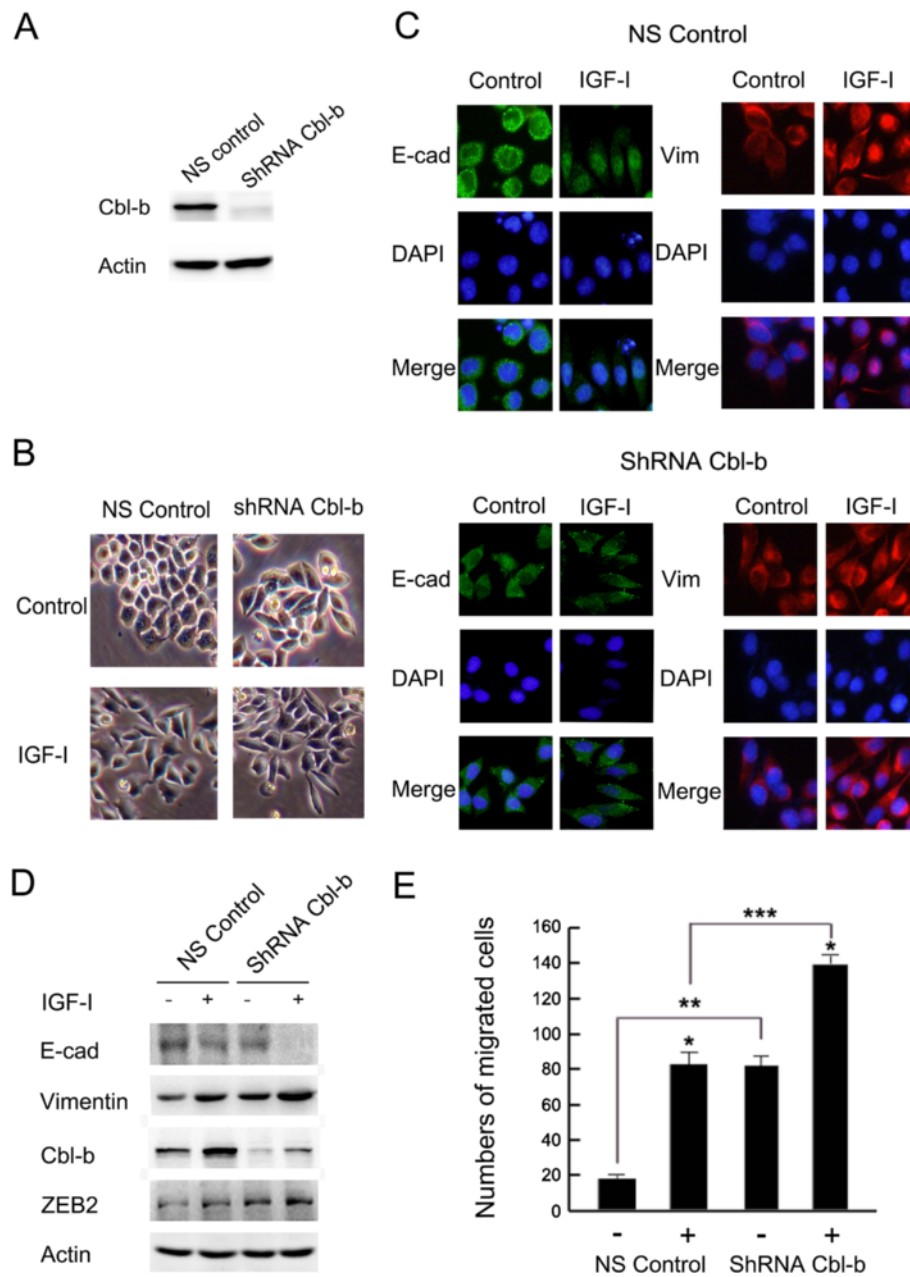 A
NS control
ShRNA Cbl-b
Cbl-b
Actin
B
NS Control shRNA Cbl-b
Control
IGF-I
C
NS Control
Control IGF-I Control IGF-I
E-cad Vim
DAPI DAPI
Merge Merge
ShRNA Cbl-b
Control IGF-I Control IGF-I
E-cad Vim
DAPI DAPI
Merge Merge
D
NS Control
ShRNA Cbl-b
IGF-I - + - +
E-cad
Vimentin
Cbl-b
ZEB2
Actin
E
Numbers of migrated cells
160
140
120
100
80
60
40
20
0
***
**
*
*
- + - +
NS Control ShRNA Cbl-b